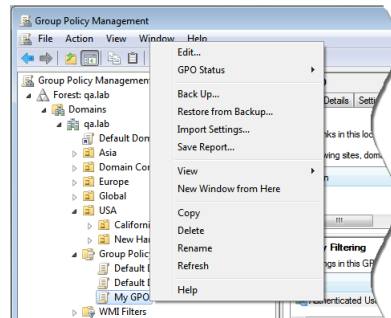 Group Policy Management
File Action View Window Help
Group Policy Management
Forest: qa.lab
Domains
qa.lab
Default Dom
Asia
Domain Cor
Europe
Global
USA
Californi
New Har
Group Polic
Default D
Default D
My GPO
WMI Filters
Edit...
GPO Status
Back Up...
Restore from Backup...
Import Settings...
Save Report...
View
New Window from Here
Copy
Delete
Rename
Refresh
Help
Details Setti
nks in this loc
wing sites, dom
n
y Filtering
ngs in this GP
Authenticated Us